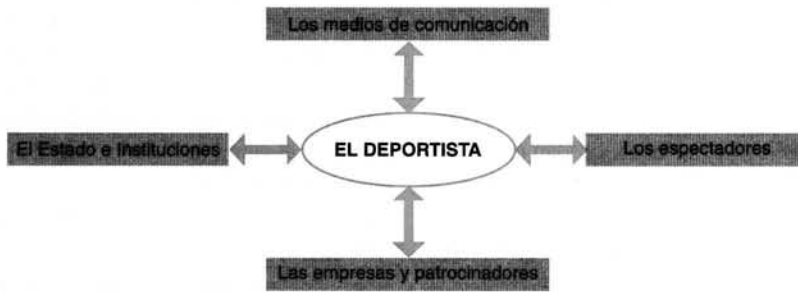 Los medios de comunicación
El Estado e Instituciones
EL DEPORTISTA
Los espectadores
Las empresas y patrocinadores